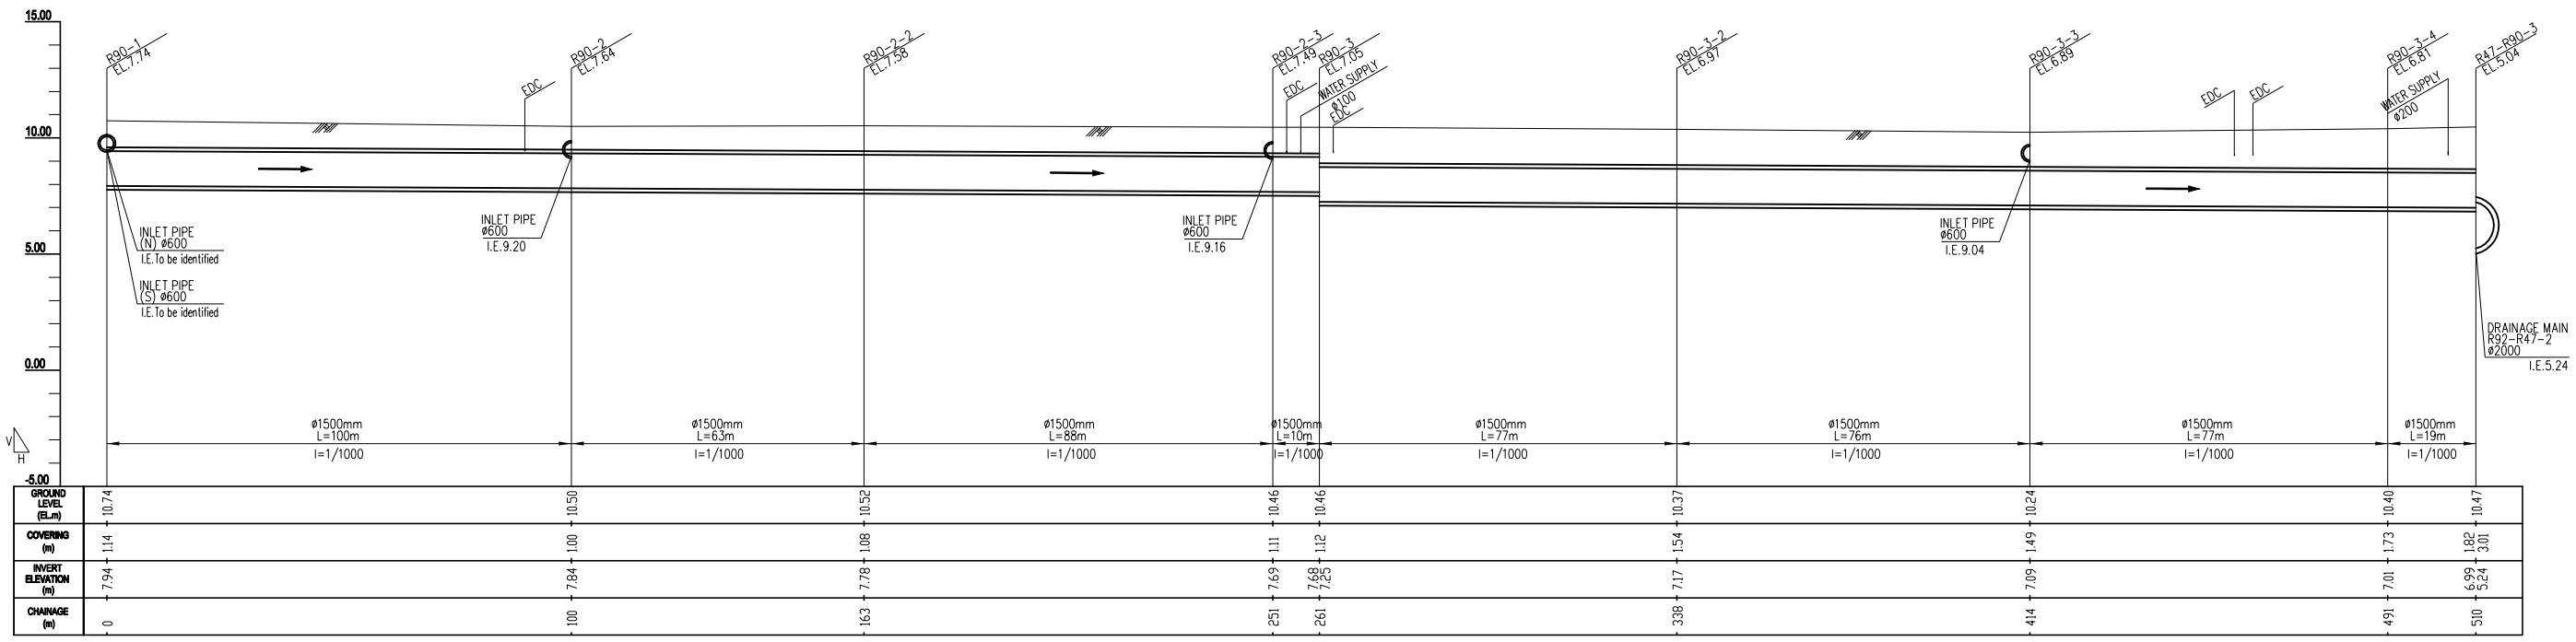 15.00
10.00
5.00
0.00
-5.00
V
H
R90-1
EL.7.74
R90-2
EL.7.64
R90-2-2
EL.7.58
R90-2-3
EL.7.49
R90-3
EL.7.05
R90-3-2
EL.6.97
R90-3-3
EL.6.89
R90-3-4
EL.6.81
R47-R90-3
EL.5.04
EDC
EDC
WATER SUPPLY
ø100
EDC
EDC
EDC
WATER SUPPLY
ø200
INLET PIPE
(N) ø600
I.E.To be identified
INLET PIPE
(S) ø600
I.E.To be identified
INLET PIPE
ø600
I.E.9.20
INLET PIPE
ø600
I.E.9.16
INLET PIPE
ø600
I.E.9.04
DRAINAGE MAIN
R92-R47-2
ø2000
I.E.5.24
ø1500mm
L=100m
I=1/1000
ø1500mm
L=63m
I=1/1000
ø1500mm
L=88m
I=1/1000
ø1500mm
L=10m
I=1/1000
ø1500mm
L=77m
I=1/1000
ø1500mm
L=76m
I=1/1000
ø1500mm
L=77m
I=1/1000
ø1500mm
L=19m
I=1/1000
GROUND
LEVEL
(EL.m)
10.74 10.50 10.52 10.46 10.46 10.37 10.24 10.40 10.47
COVERING
(m)
1.14 1.00 1.08 1.11 1.12 1.54 1.49 1.73 1.82
3.01
INVERT
ELEVATION
(m)
7.94 7.84 7.78 7.69 7.68 7.17 7.09 7.01 6.99
7.25 5.24
CHAINAGE
(m)
0 100 163 251 261 338 414 491 510